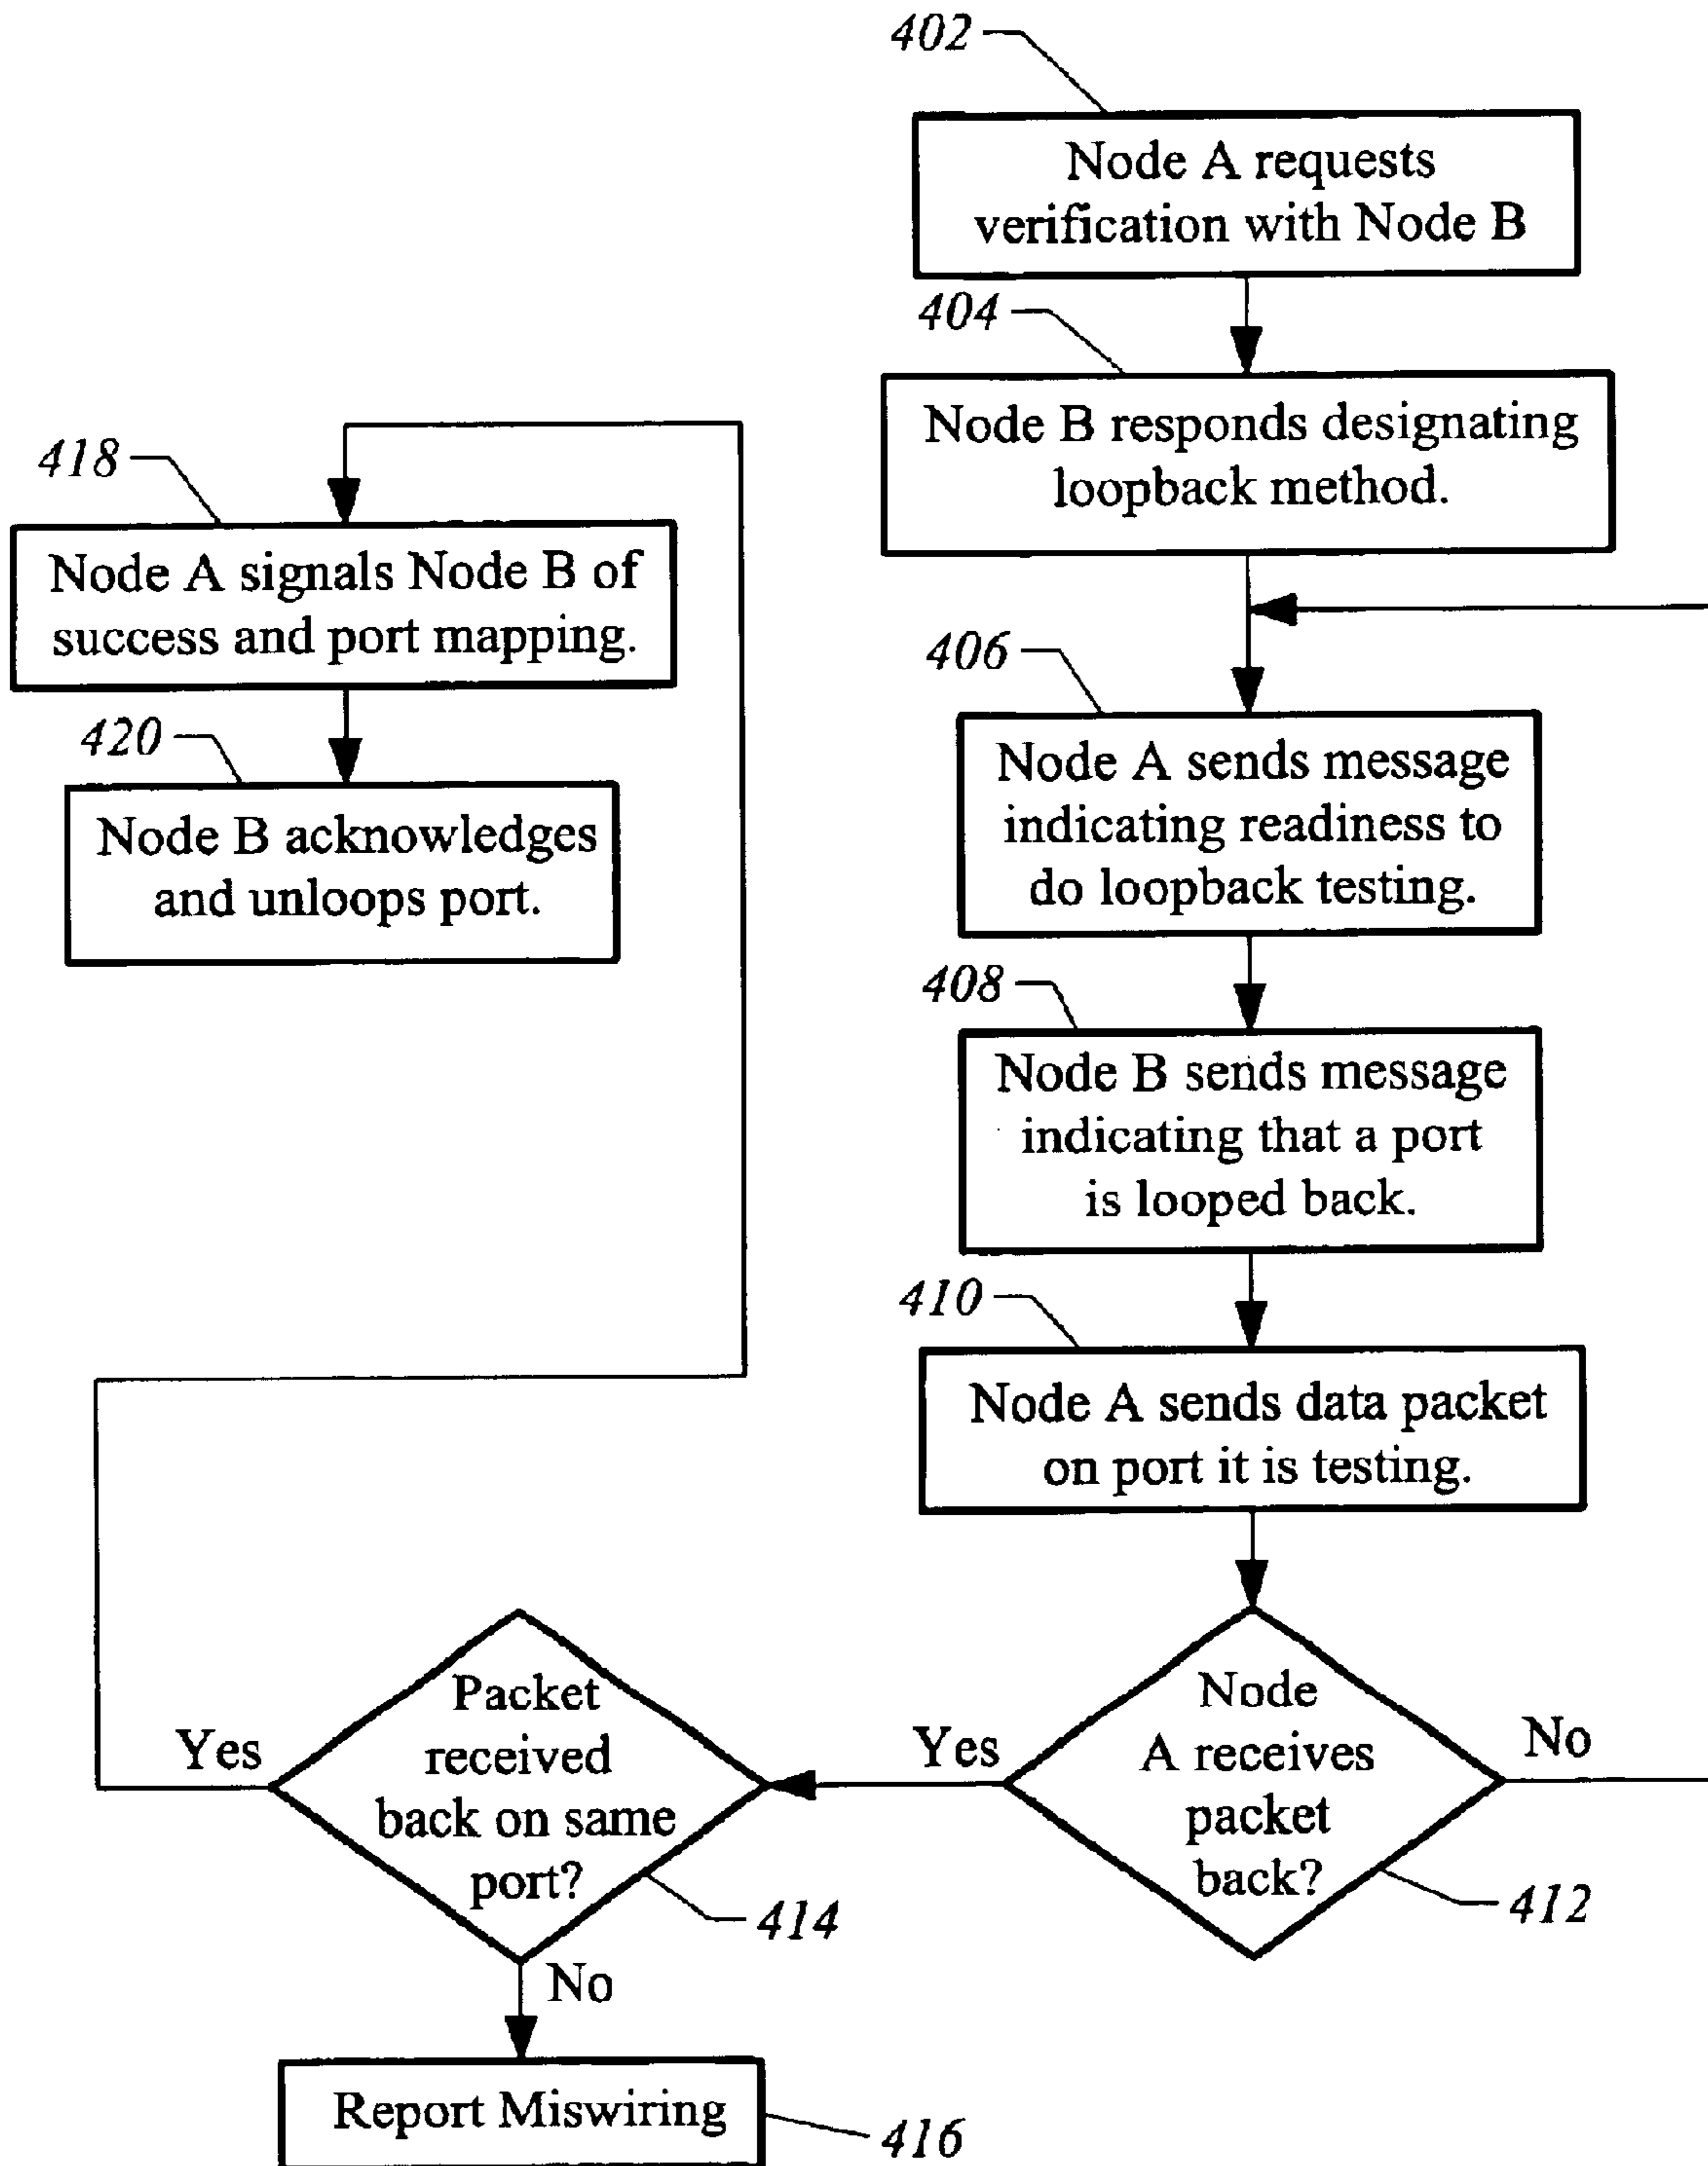 402
Node A requests
verification with Node B
404
Node B responds designating
loopback method.
406
Node A sends message
indicating readiness to
do loopback testing.
408
Node B sends message
indicating that a port
is looped back.
410
Node A sends data packet
on port it is testing.
Node
A receives
packet
back?
412
Yes
No
Packet
received
back on same
port?
414
Yes
No
Report Miswiring
416
418
Node A signals Node B of
success and port mapping.
420
Node B acknowledges
and unloops port.